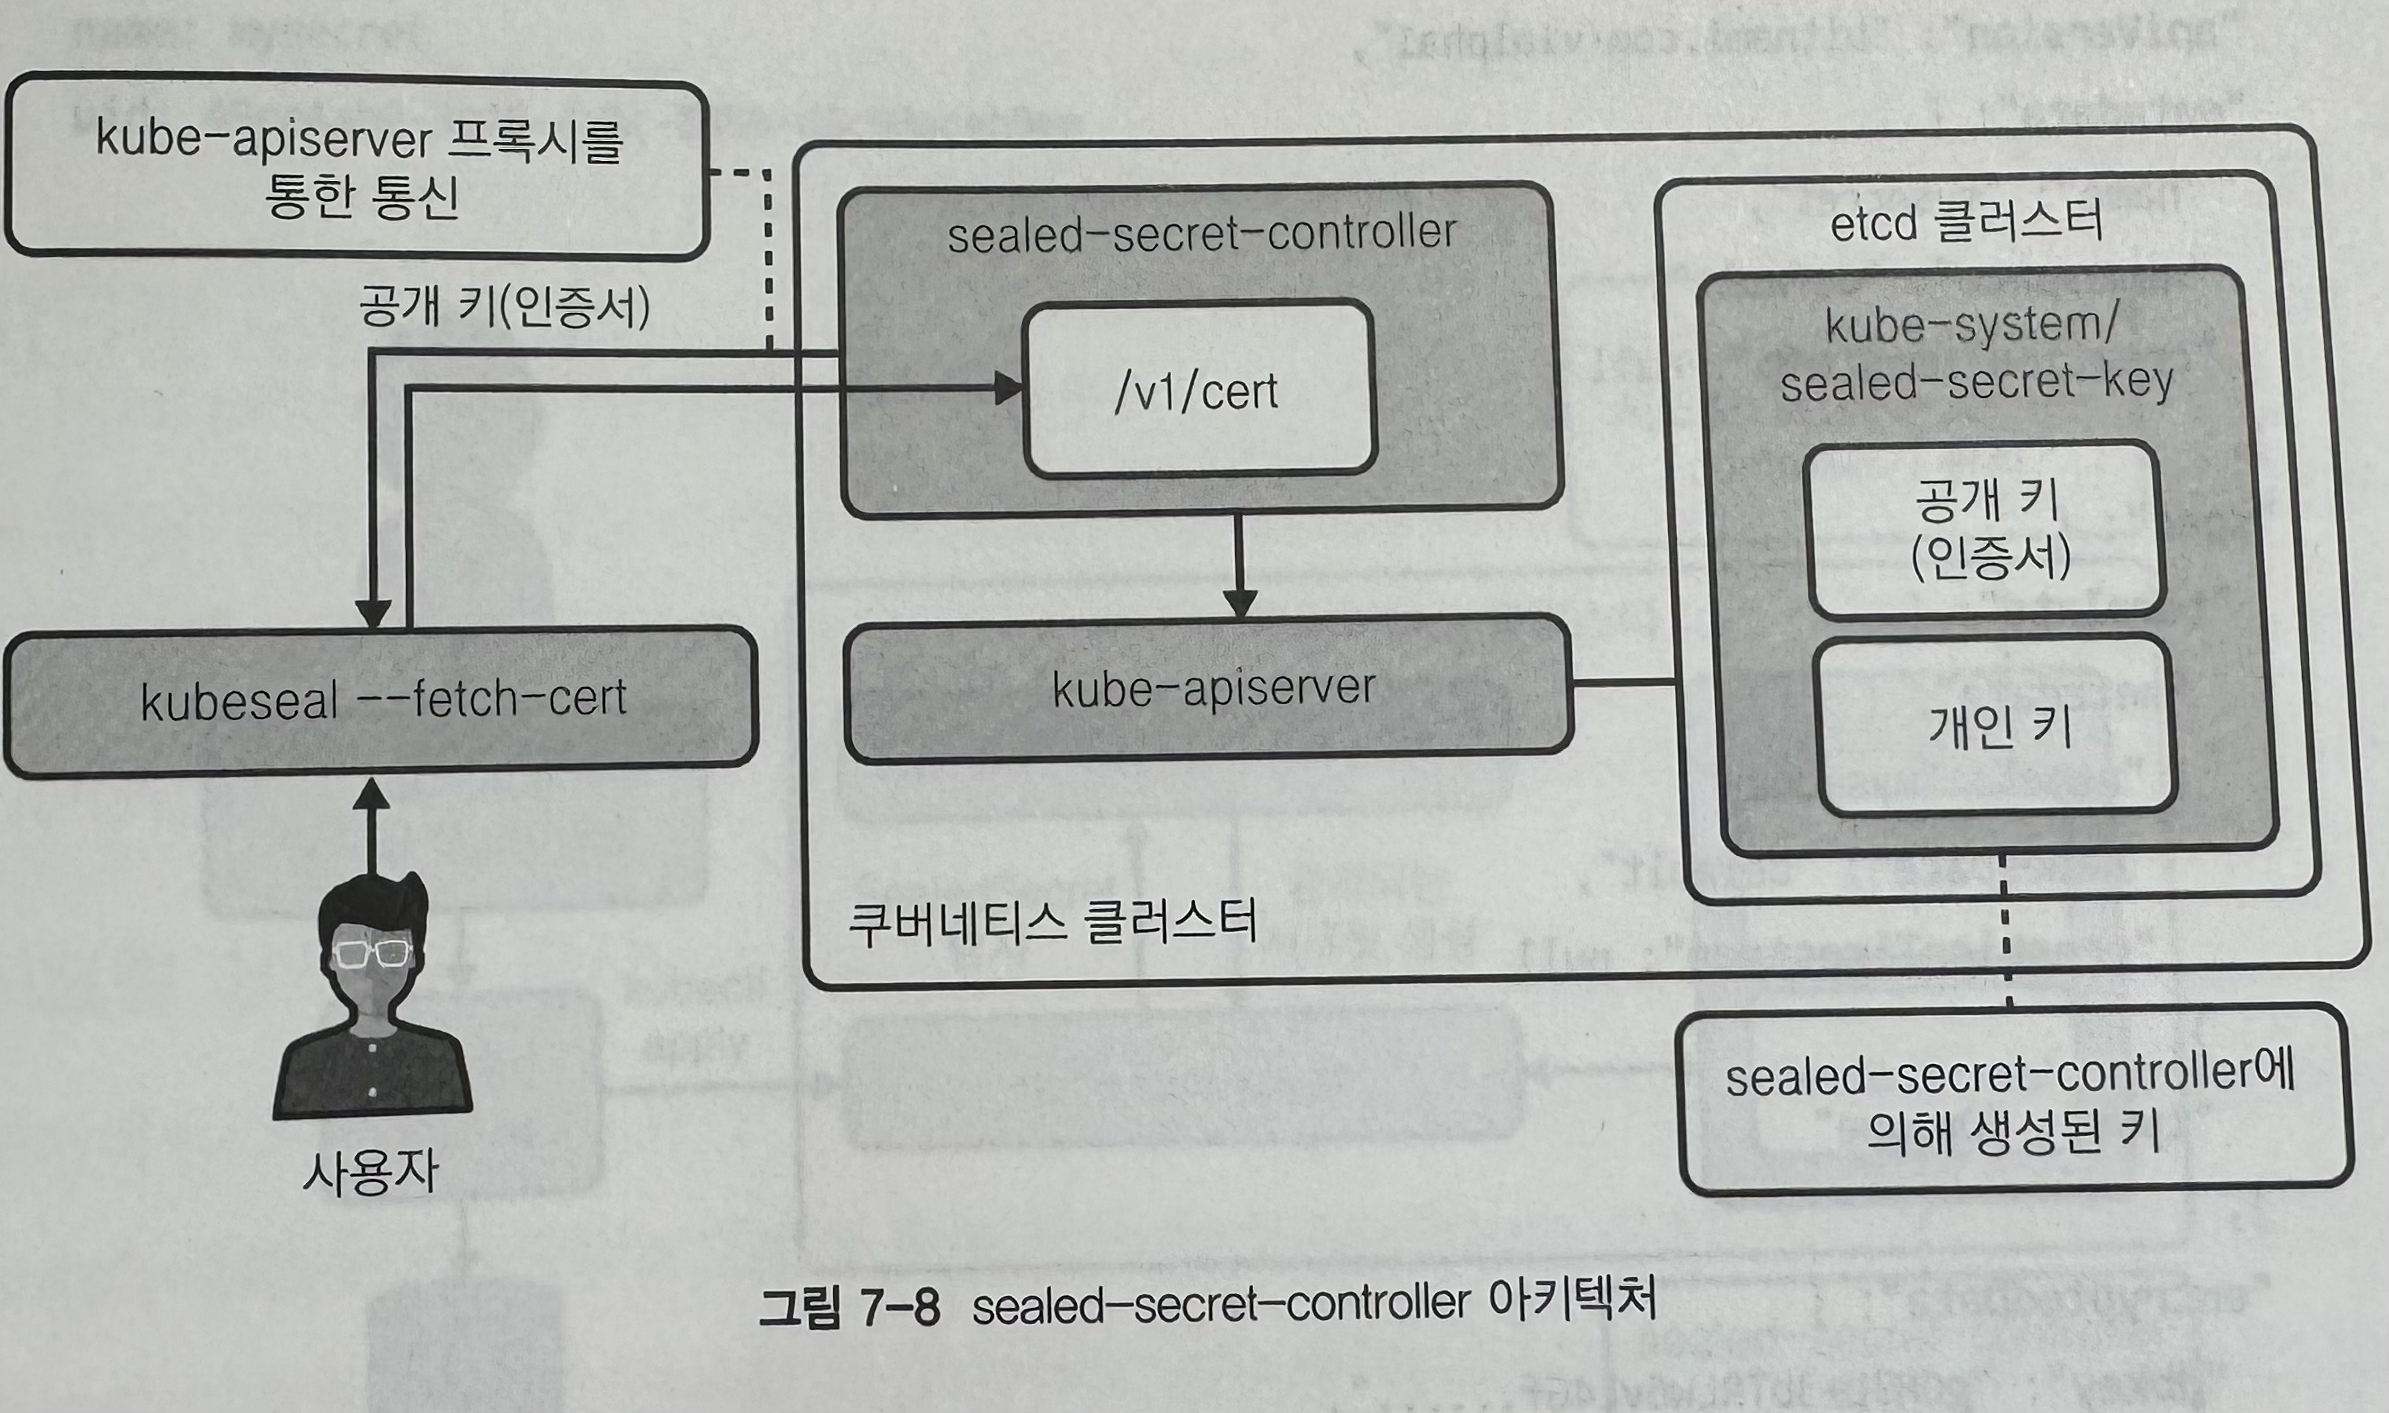 kube-apiserver 프록시를
통한 통신
공개 키(인증서)
sealed-secret-controller
/v1/cert
etcd 클러스터
kube-system/
sealed-secret-key
공개 키
(인증서)
개인 키
kubeseal --fetch-cert
kube-apiserver
쿠버네티스 클러스터
사용자
sealed-secret-controller에
의해 생성된 키
그림 7-8 sealed-secret-controller 아키텍처